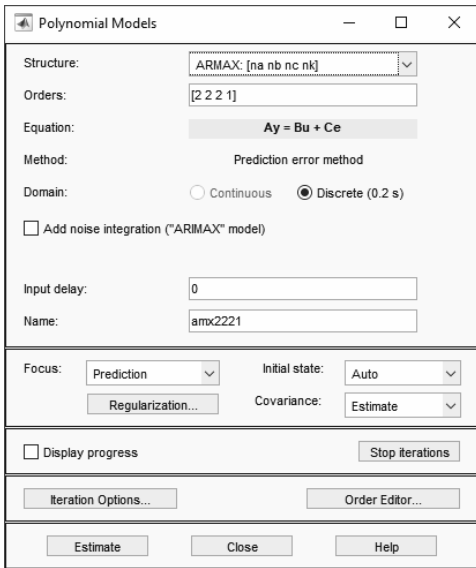 Polynomial Models
Structure: ARMAX: [na nb nc nk]
Orders: [2 2 2 1]
Equation: Ay = Bu + Ce
Method: Prediction error method
Domain: Continuous Discrete (0.2 s)
Add noise integration ("ARIMAX" model)
Input delay: 0
Name: amx2221
Focus: Prediction Initial state: Auto
Regularization... Covariance: Estimate
Display progress Stop iterations
Iteration Options... Order Editor...
Estimate Close Help